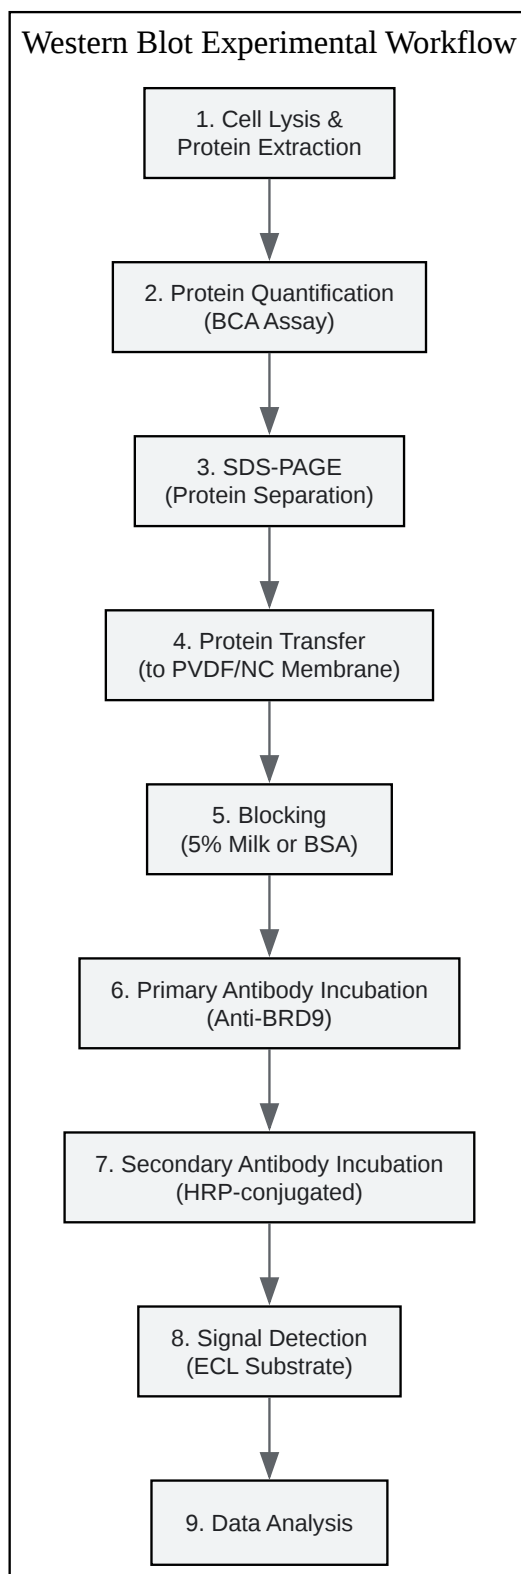 Western Blot Experimental Workflow
1. Cell Lysis &
Protein Extraction
2. Protein Quantification
(BCA Assay)
3. SDS-PAGE
(Protein Separation)
4. Protein Transfer
(to PVDF/NC Membrane)
5. Blocking
(5% Milk or BSA)
6. Primary Antibody Incubation
(Anti-BRD9)
7. Secondary Antibody Incubation
(HRP-conjugated)
8. Signal Detection
(ECL Substrate)
9. Data Analysis